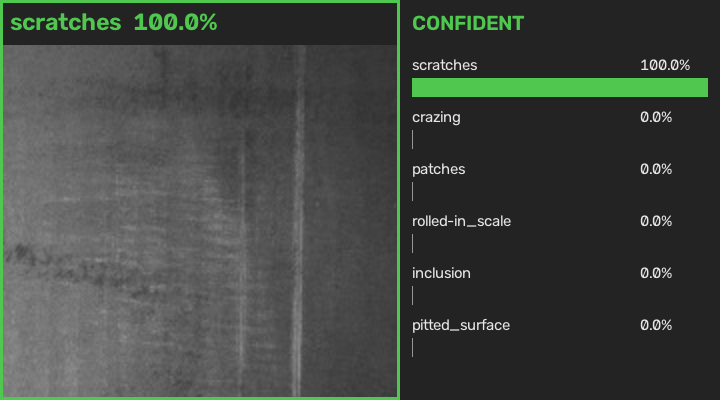 scratches 100.0%
CONFIDENT
scratches 100.0%
crazing 0.0%
patches 0.0%
rolled-in_scale 0.0%
inclusion 0.0%
pitted_surface 0.0%